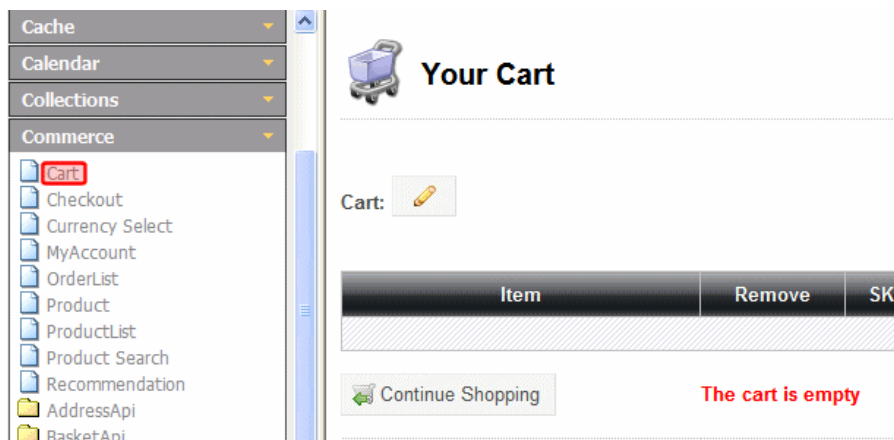 Cache
Calendar
Collections
Commerce
Cart
Checkout
Currency Select
MyAccount
OrderList
Product
ProductList
Product Search
Recommendation
AddressApi
BasketApi
Your Cart
Cart:
Item Remove SK
Continue Shopping The cart is empty